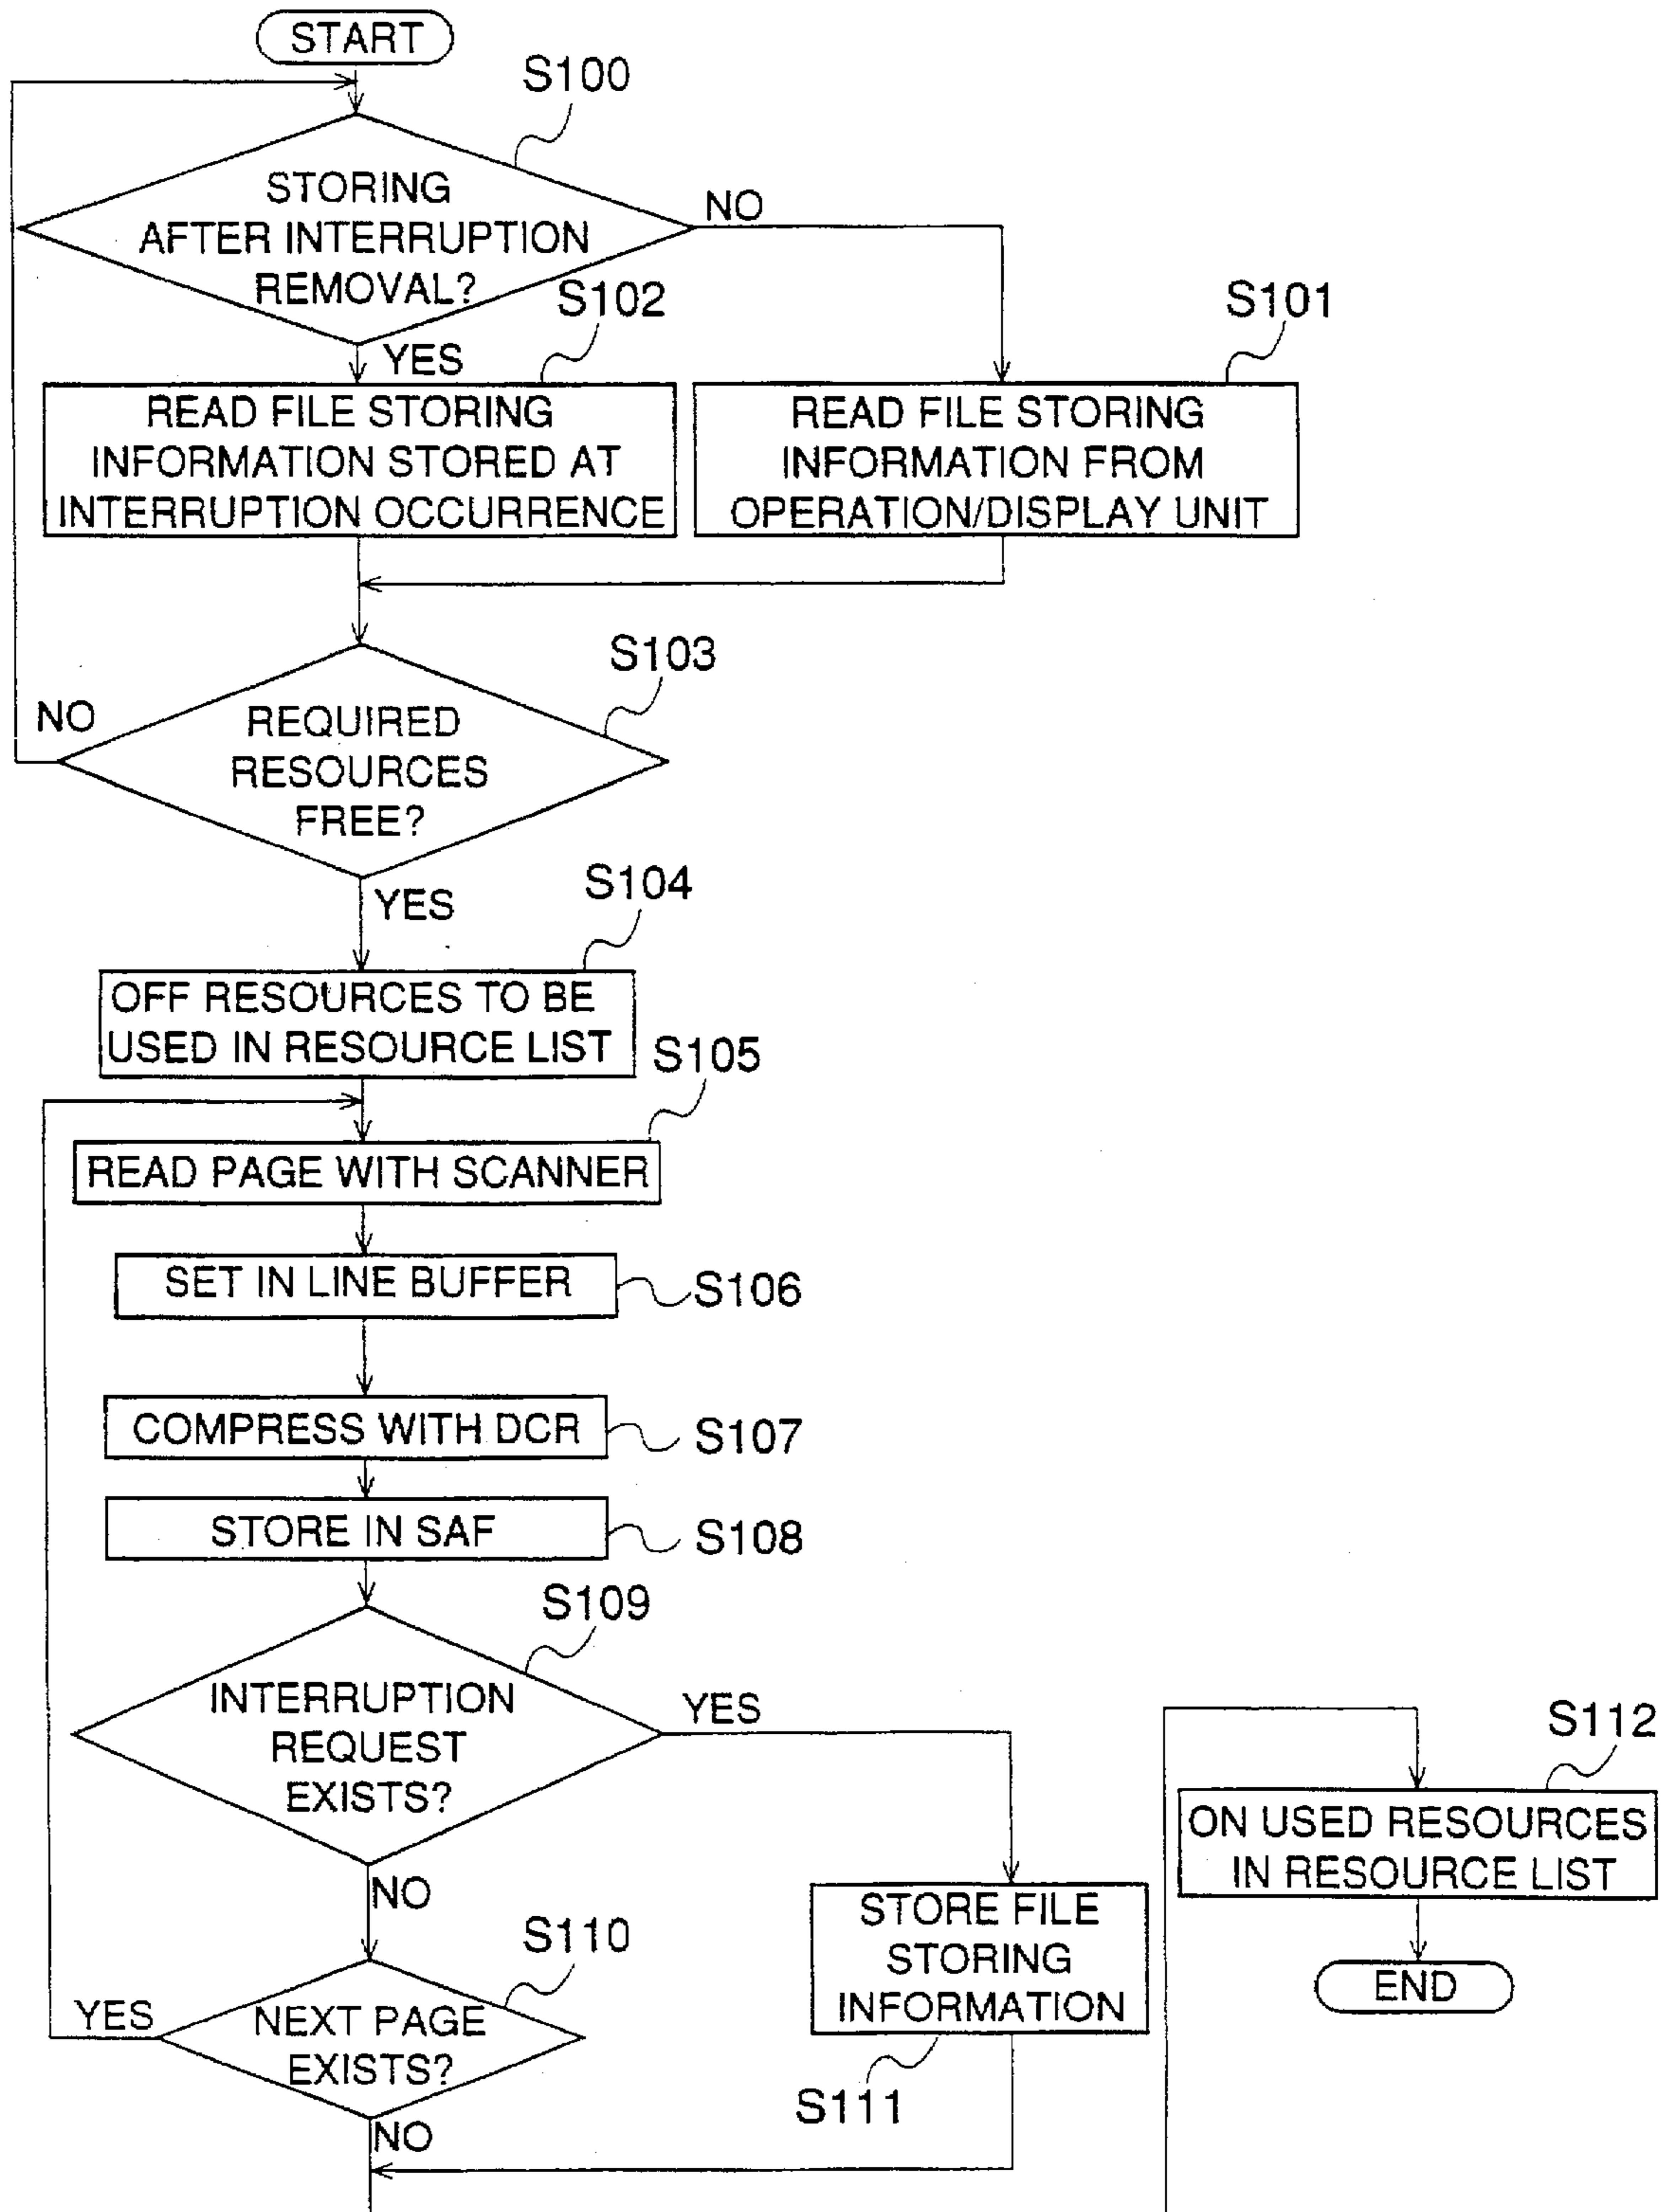 START
S100
STORING
AFTER INTERRUPTION
REMOVAL?
NO
S102
S101
YES
READ FILE STORING
INFORMATION STORED AT
INTERRUPTION OCCURRENCE
READ FILE STORING
INFORMATION FROM
OPERATION/DISPLAY UNIT
S103
NO
REQUIRED
RESOURCES
FREE?
YES
S104
OFF RESOURCES TO BE
USED IN RESOURCE LIST
S105
READ PAGE WITH SCANNER
SET IN LINE BUFFER
S106
COMPRESS WITH DCR
S107
STORE IN SAF
S108
S109
INTERRUPTION
REQUEST
EXISTS?
YES
NO
S110
NEXT PAGE
EXISTS?
YES
NO
STORE FILE
STORING
INFORMATION
S111
S112
ON USED RESOURCES
IN RESOURCE LIST
END